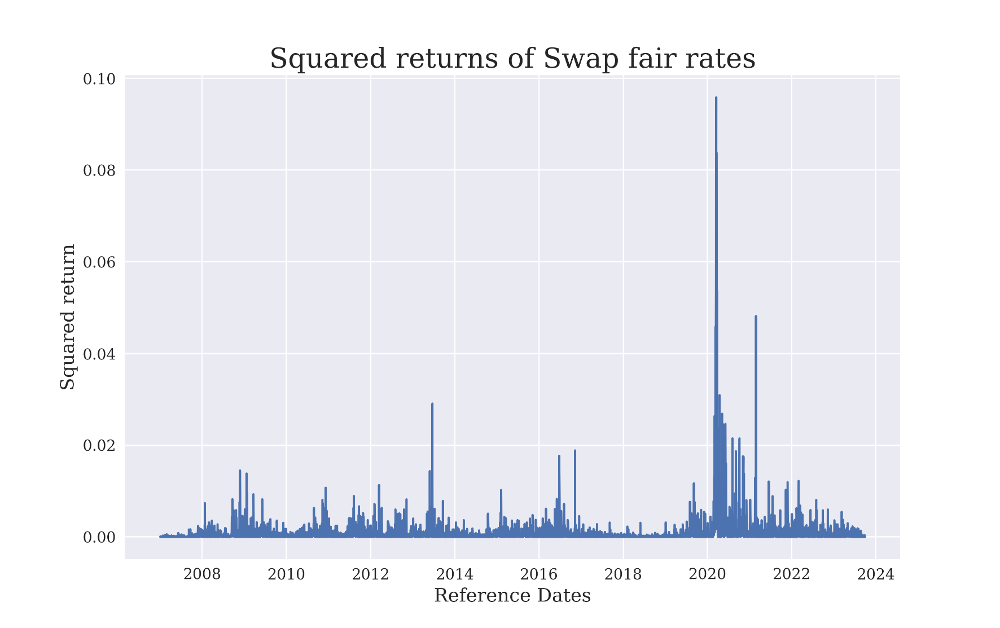 Squared returns of Swap fair rates
0.10
0.08
0.06
0.04
0.02
0.00
Squared return
2008 2010 2012 2014 2016 2018 2020 2022 2024
Reference Dates